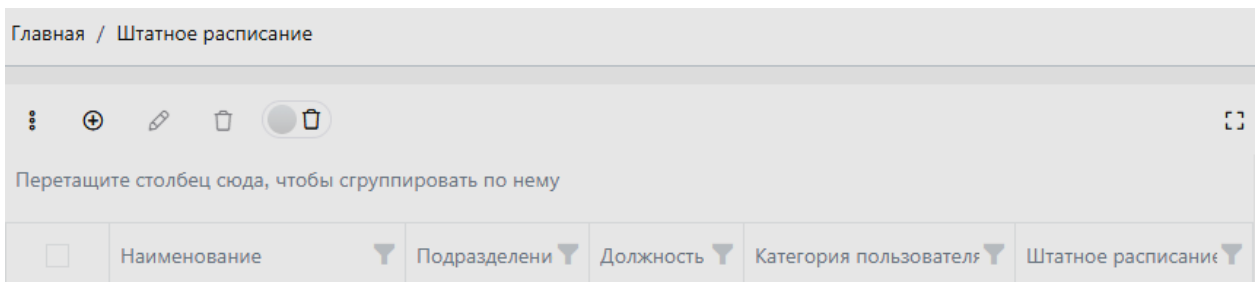 Главная / Штатное расписание
Перетащите столбец сюда, чтобы сгруппировать по нему
Наименование Подразделени Должность Категория пользователя Штатное расписание